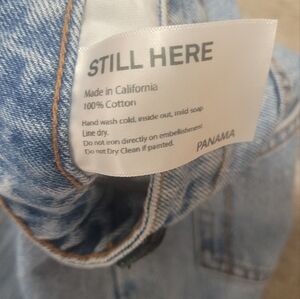 STILL HERE
Made in California
100% Cotton
Hand wash cold, inside out, mild soap
Line dry.
Do not iron directly on embellishment
Do not Dry Clean if painted.
PANAMA